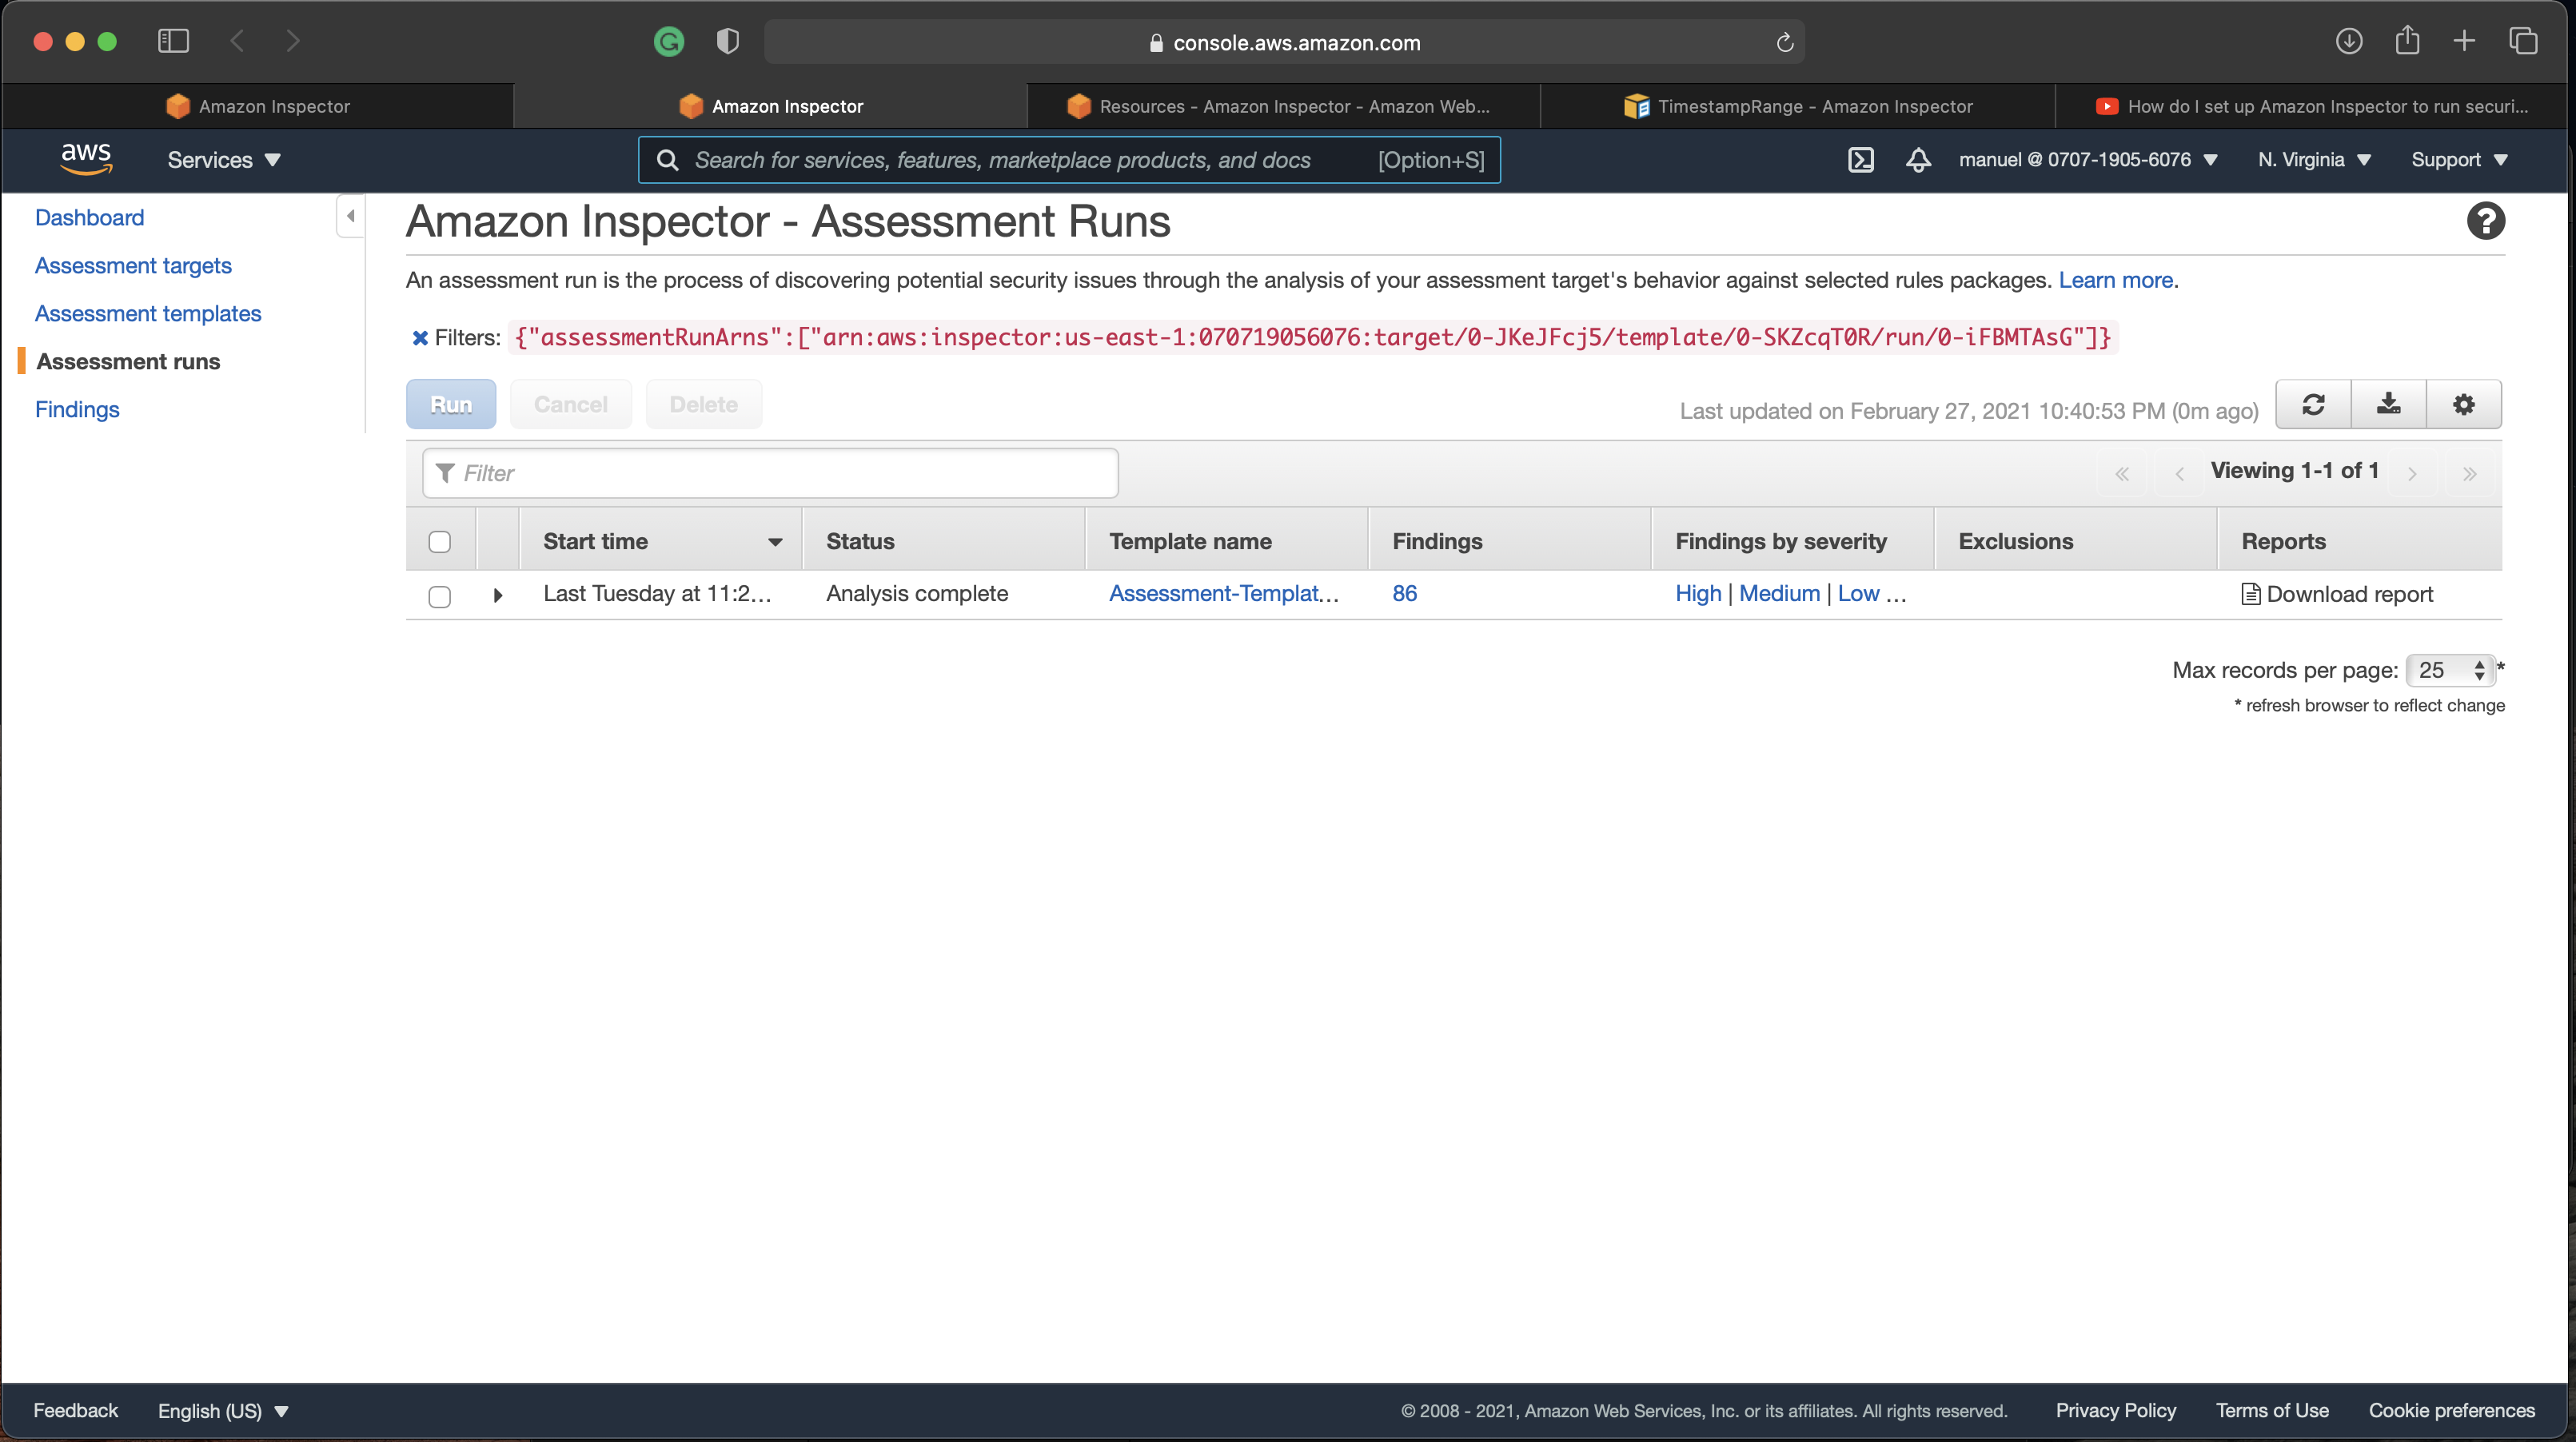 console.aws.amazon.com
Amazon Inspector
Amazon Inspector
Resources - Amazon Inspector - Amazon Web...
TimestampRange - Amazon Inspector
How do I set up Amazon Inspector to run securi...
aws
Services
Search for services, features, marketplace products, and docs [Option+S]
manuel @ 0707-1905-6076
N. Virginia
Support
Dashboard
Assessment targets
Assessment templates
Assessment runs
Findings
Amazon Inspector - Assessment Runs
An assessment run is the process of discovering potential security issues through the analysis of your assessment target's behavior against selected rules packages. Learn more.
Filters: {"assessmentRunArns":["arn:aws:inspector:us-east-1:070719056076:target/0-JKeJFcj5/template/0-SKZcqT0R/run/0-iFBMTAsG"]}
Run Cancel Delete
Last updated on February 27, 2021 10:40:53 PM (0m ago)
Filter
« ‹ Viewing 1-1 of 1 › »
Start time Status Template name Findings Findings by severity Exclusions Reports
Last Tuesday at 11:2... Analysis complete Assessment-Templat... 86 High | Medium | Low ... Download report
Max records per page: 25 *
* refresh browser to reflect change
Feedback English (US) © 2008 - 2021, Amazon Web Services, Inc. or its affiliates. All rights reserved. Privacy Policy Terms of Use Cookie preferences